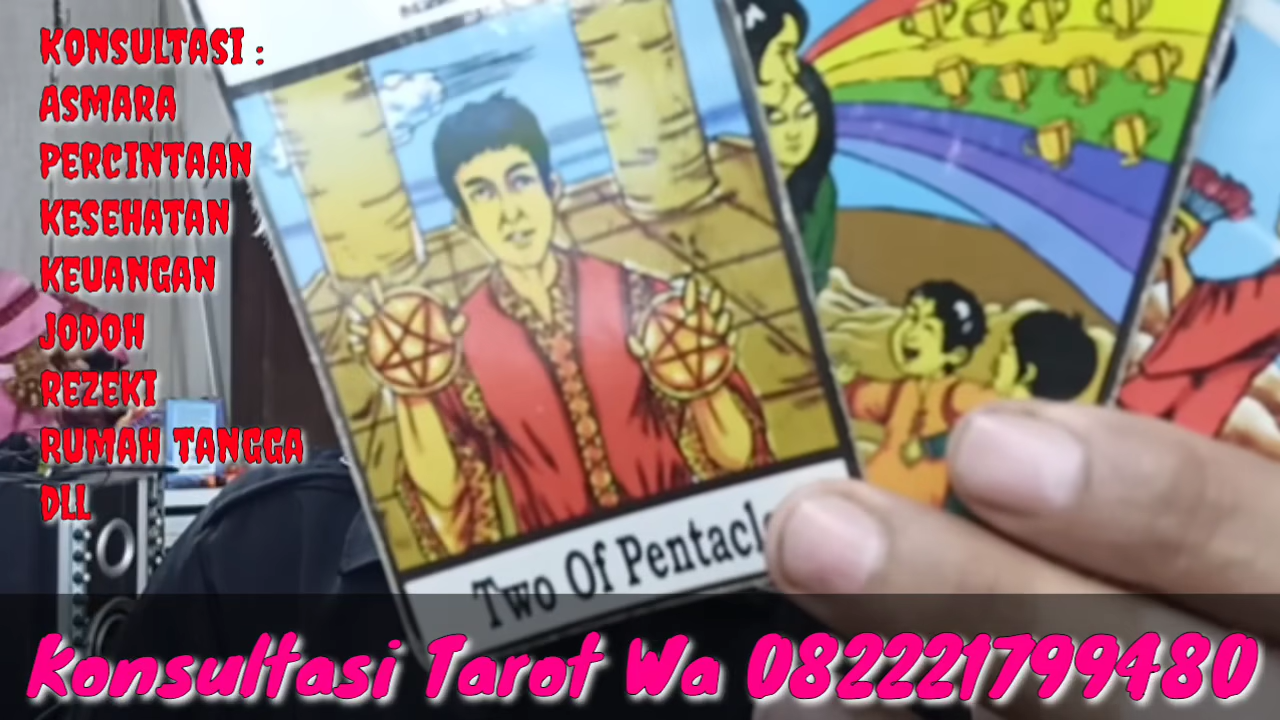 KONSULTASI :
ASMARA
PERCINTAAN
KESEHATAN
KEUANGAN
JODOH
REZEKI
RUMAH TANGGA
DLL
Two Of Pentacl
Konsultasi Tarot Wa 082221799480